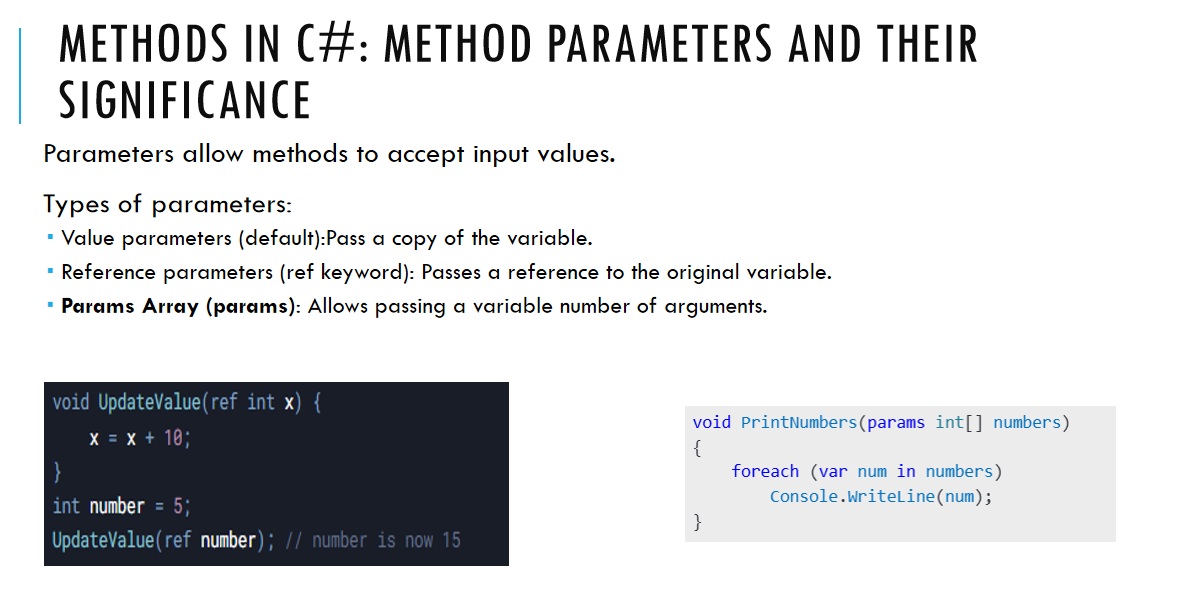 METHODS IN C#: METHOD PARAMETERS AND THEIR
SIGNIFICANCE
Parameters allow methods to accept input values.
Types of parameters:
▪ Value parameters (default):Pass a copy of the variable.
▪ Reference parameters (ref keyword): Passes a reference to the original variable.
▪ Params Array (params): Allows passing a variable number of arguments.
void UpdateValue(ref int x) {
    x = x + 10;
}
int number = 5;
UpdateValue(ref number); // number is now 15
void PrintNumbers(params int[] numbers)
{
    foreach (var num in numbers)
        Console.WriteLine(num);
}